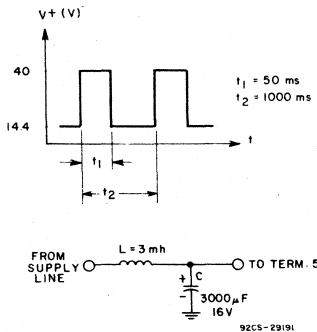 V+ (V)
40
14.4
t
t1 = 50 ms
t2 = 1000 ms
t1
t2
FROM
SUPPLY
LINE
L = 3 mh
TO TERM. 5
+
C
-
3000μF
16V
92CS-29191